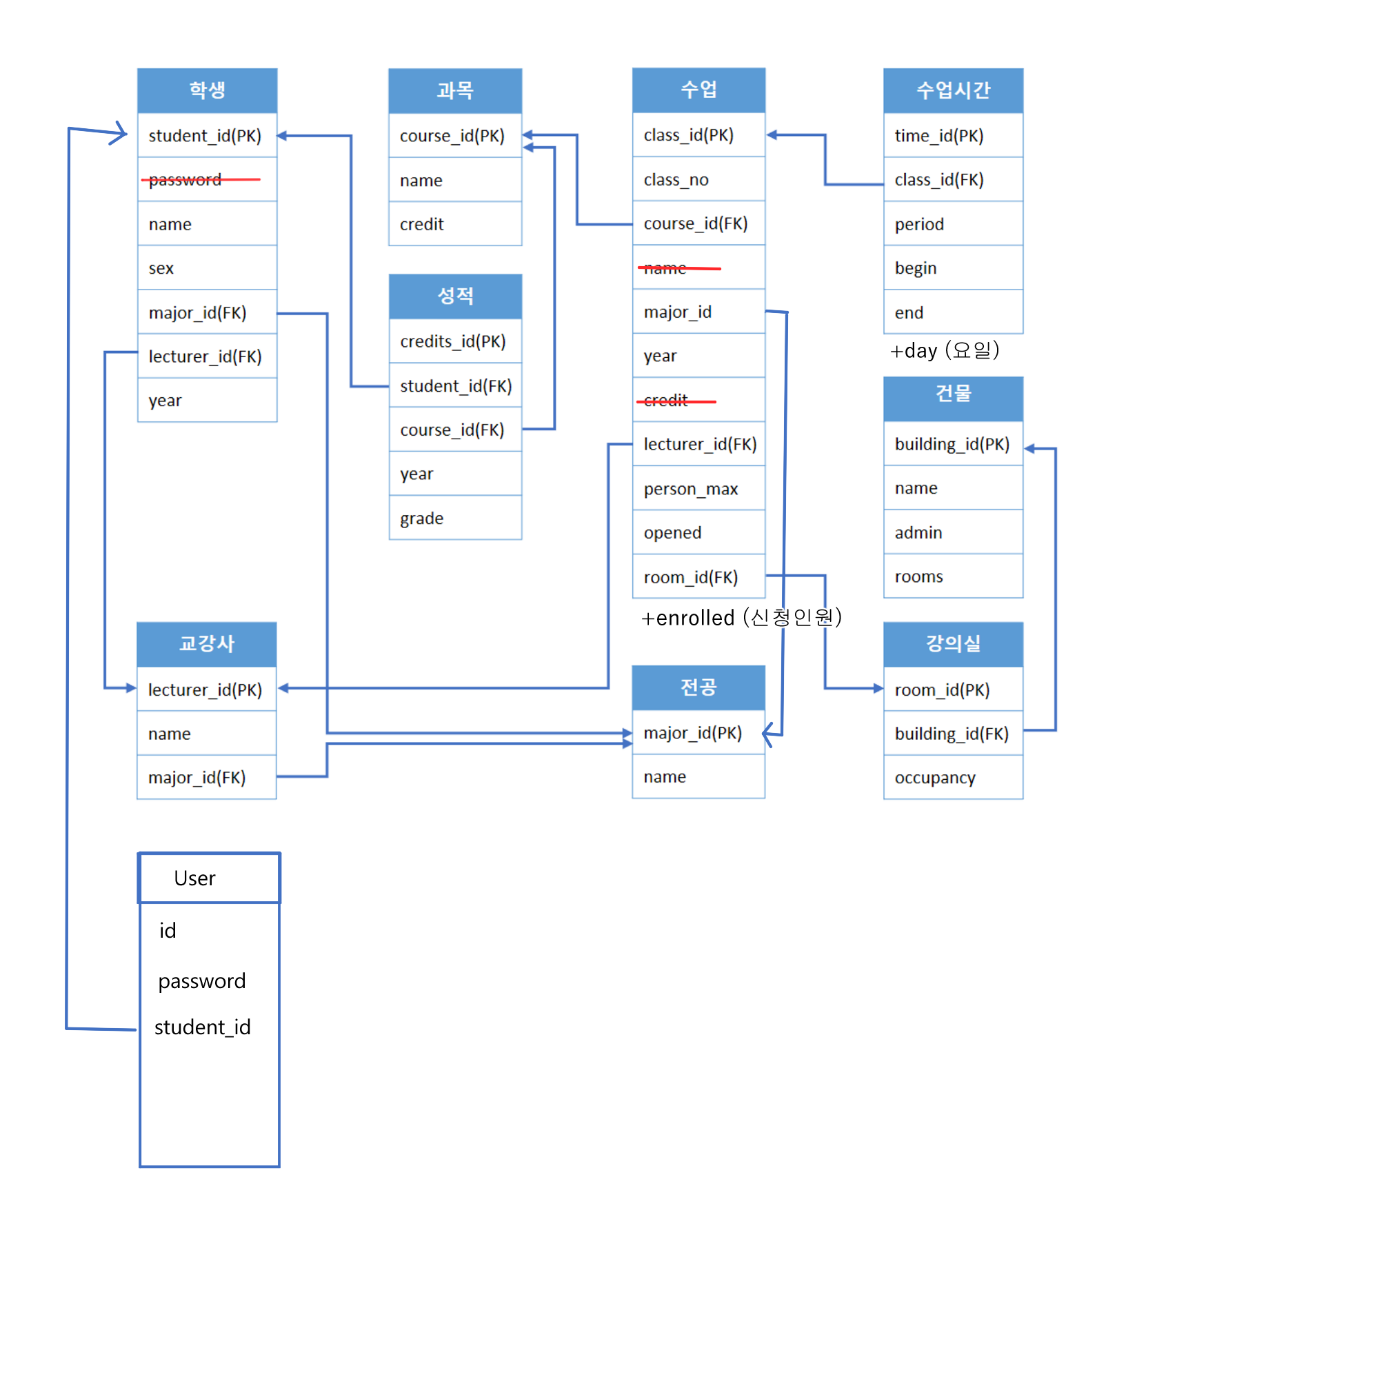 학생
student_id(PK)
password
name
sex
major_id(FK)
lecturer_id(FK)
year
과목
course_id(PK)
name
credit
성적
credits_id(PK)
student_id(FK)
course_id(FK)
year
grade
수업
class_id(PK)
class_no
course_id(FK)
name
major_id
year
credit
lecturer_id(FK)
person_max
opened
room_id(FK)
+enrolled (신청인원)
수업시간
time_id(PK)
class_id(FK)
period
begin
end
+day (요일)
건물
building_id(PK)
name
admin
rooms
교강사
lecturer_id(PK)
name
major_id(FK)
전공
major_id(PK)
name
강의실
room_id(PK)
building_id(FK)
occupancy
User
id
password
student_id